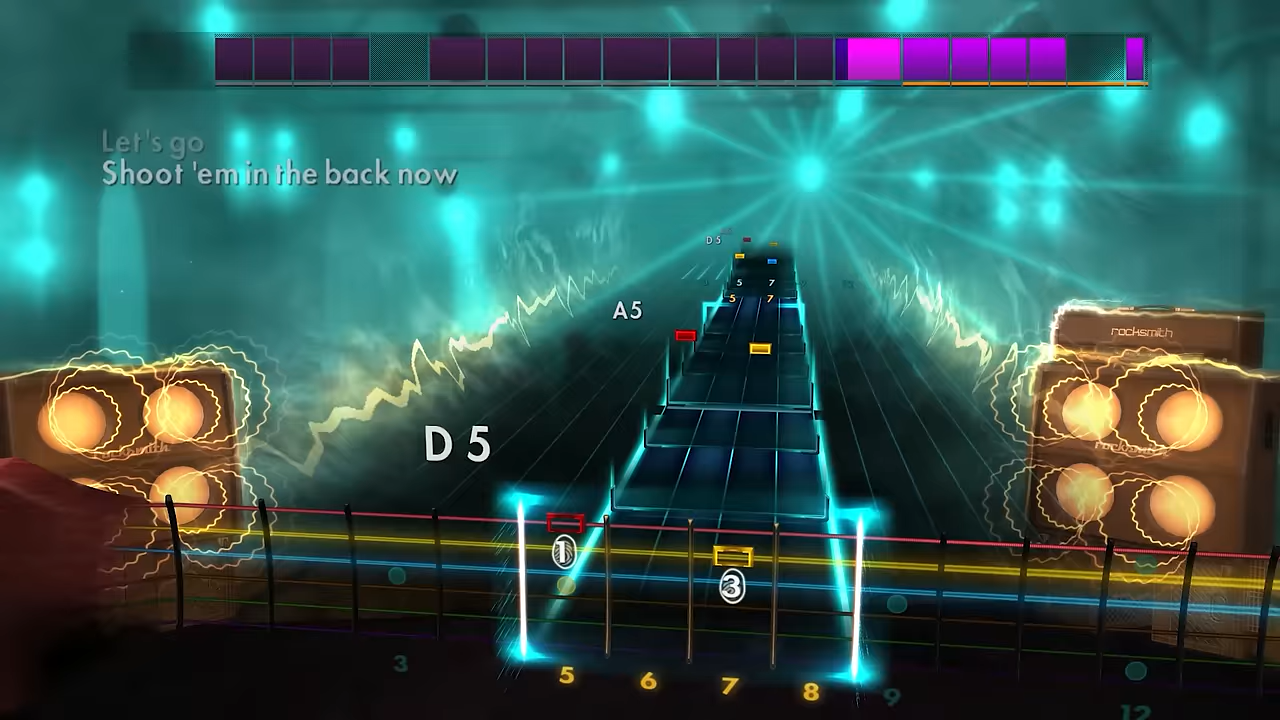 Let's go
Shoot 'em in the back now
D 5
A5
5 7
5 7
rocksmith
rocksmith
D 5
1
3
3 5 6 7 8 9 12